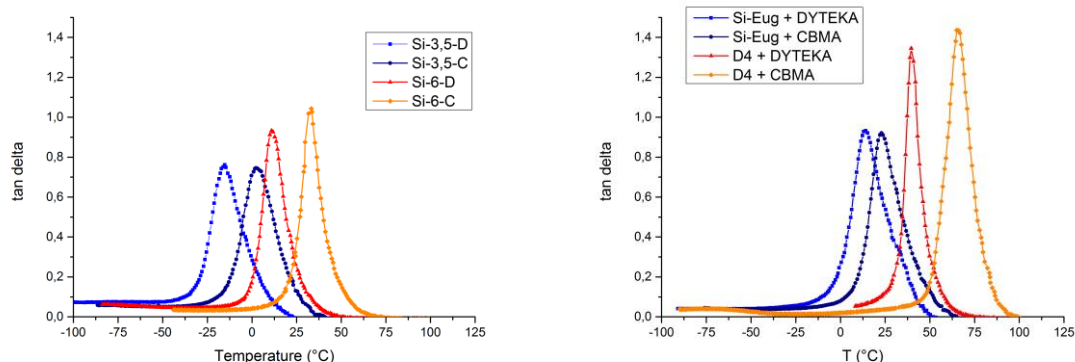 1,4
1,2
1,0
0,8
0,6
0,4
0,2
0,0
tan delta
-100 -75 -50 -25 0 25 50 75 100 125
Temperature (°C)
Si-3,5-D
Si-3,5-C
Si-6-D
Si-6-C
1,4
1,2
1,0
0,8
0,6
0,4
0,2
0,0
tan delta
-100 -75 -50 -25 0 25 50 75 100 125
T (°C)
Si-Eug + DYTEKA
Si-Eug + CBMA
D4 + DYTEKA
D4 + CBMA